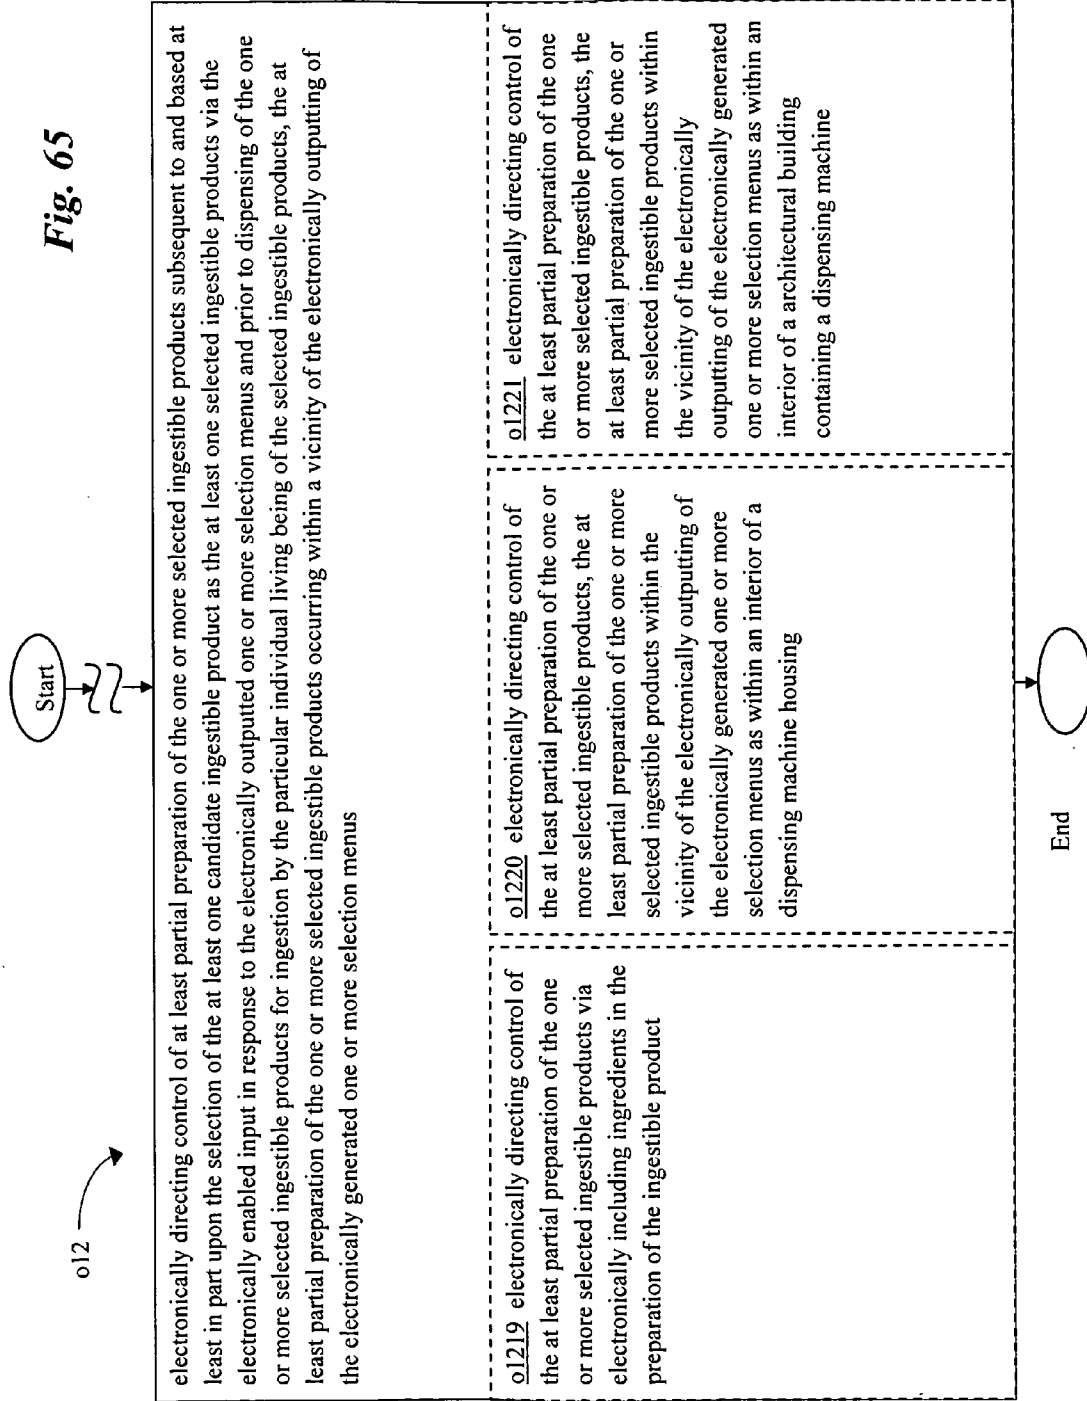 Fig. 65
Start
o12
electronically directing control of at least partial preparation of the one or more selected ingestible products subsequent to and based at
least in part upon the selection of the at least one candidate ingestible product as the at least one selected ingestible products via the
electronically enabled input in response to the electronically outputted one or more selection menus and prior to dispensing of the one
or more selected ingestible products for ingestion by the particular individual living being of the selected ingestible products, the at
least partial preparation of the one or more selected ingestible products occurring within a vicinity of the electronically outputting of
the electronically generated one or more selection menus
o1219 electronically directing control of
the at least partial preparation of the one
or more selected ingestible products via
electronically including ingredients in the
preparation of the ingestible product
o1220 electronically directing control of
the at least partial preparation of the one or
more selected ingestible products, the at
least partial preparation of the one or more
selected ingestible products within the
vicinity of the electronically outputting of
the electronically generated one or more
selection menus as within an interior of a
dispensing machine housing
o1221 electronically directing control of
the at least partial preparation of the one
or more selected ingestible products, the
at least partial preparation of the one or
more selected ingestible products within
the vicinity of the electronically
outputting of the electronically generated
one or more selection menus as within an
interior of a architectural building
containing a dispensing machine
End